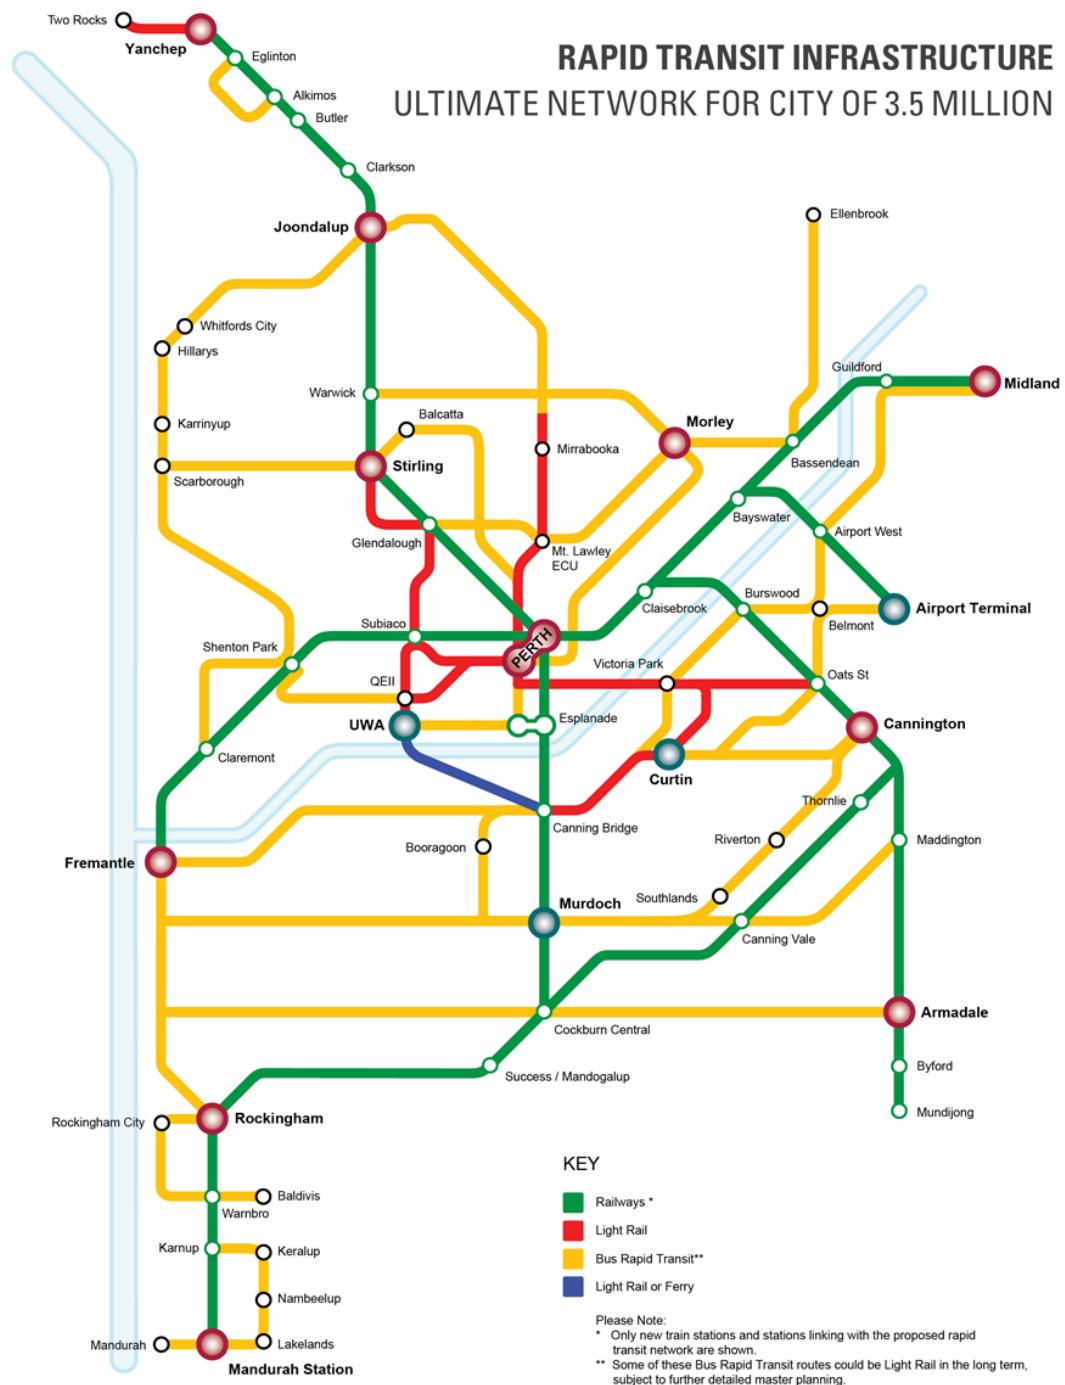 RAPID TRANSIT INFRASTRUCTURE
ULTIMATE NETWORK FOR CITY OF 3.5 MILLION
Two Rocks
Yanchep
Eglinton
Alkimos
Butler
Clarkson
Joondalup
Ellenbrook
Whitfords City
Hillarys
Guildford
Midland
Warwick
Balcatta
Morley
Karrinyup
Mirrabooka
Stirling
Bassendean
Scarborough
Bayswater
Airport West
Glendalough
Mt. Lawley
ECU
Burswood
Claisebrook
Airport Terminal
Subiaco
Belmont
PERTH
Shenton Park
Victoria Park
Oats St
QEII
UWA
Esplanade
Cannington
Claremont
Curtin
Thornlie
Canning Bridge
Riverton
Maddington
Booragoon
Fremantle
Southlands
Murdoch
Canning Vale
Armadale
Cockburn Central
Byford
Success / Mandogalup
Mundijong
Rockingham
Rockingham City
Baldivis
Warnbro
Karnup
Keralup
Nambeelup
Mandurah
Lakelands
Mandurah Station
KEY
Railways *
Light Rail
Bus Rapid Transit**
Light Rail or Ferry
Please Note:
* Only new train stations and stations linking with the proposed rapid
transit network are shown.
** Some of these Bus Rapid Transit routes could be Light Rail in the long term,
subject to further detailed master planning.